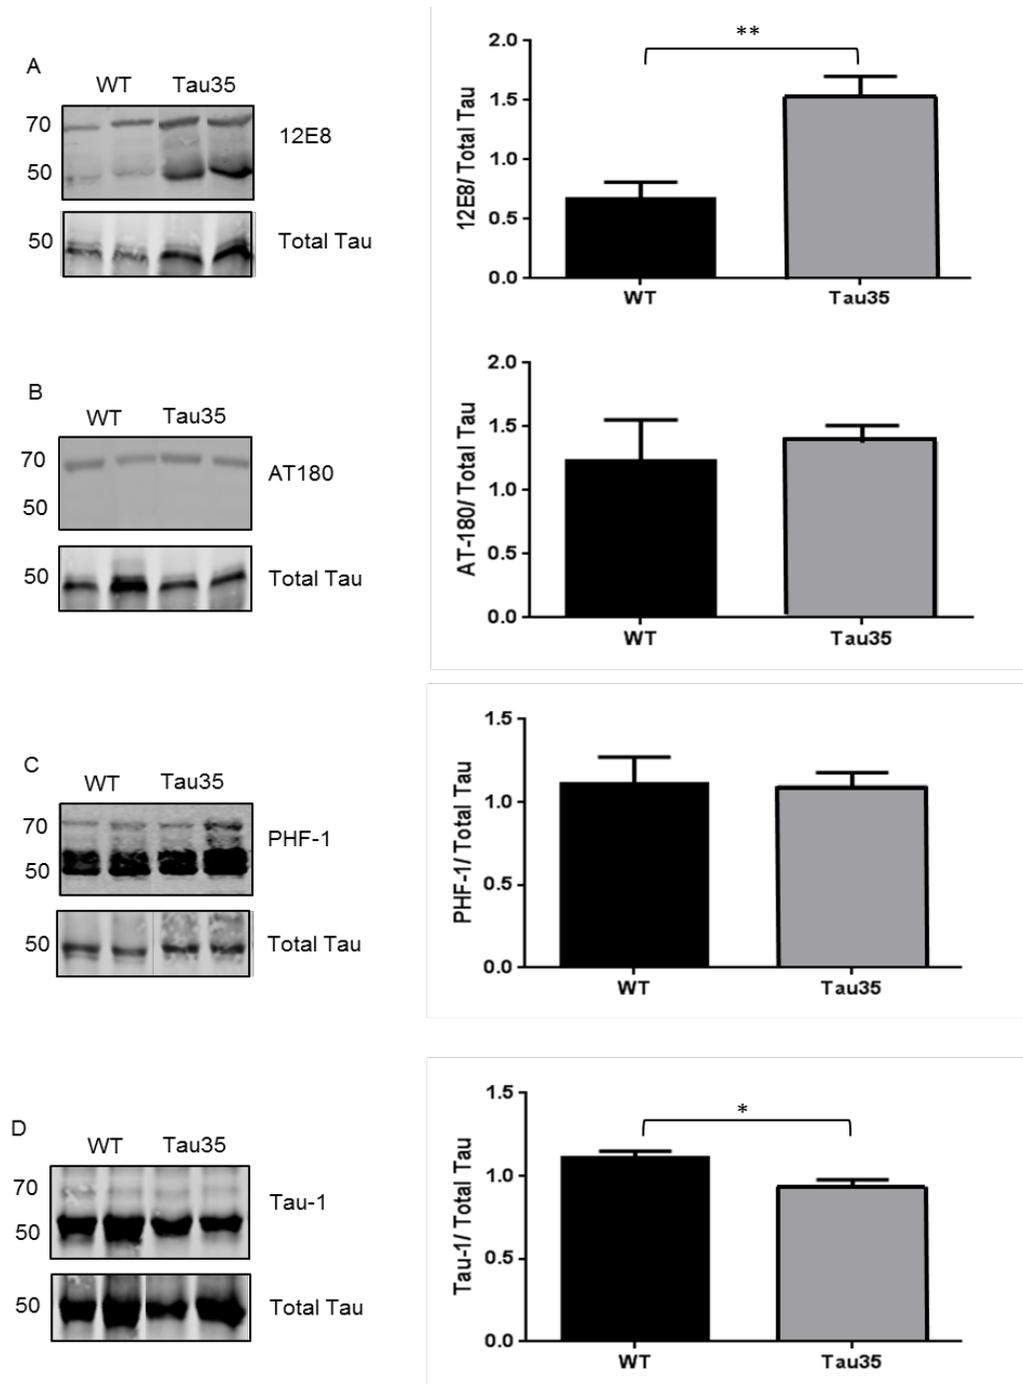 A
WT Tau35
70
12E8
50
50
Total Tau
**
2.0
1.5
1.0
0.5
0.0
12E8/ Total Tau
WT Tau35
B
WT Tau35
70
AT180
50
50
Total Tau
2.0
1.5
1.0
0.5
0.0
AT-180/ Total Tau
WT Tau35
C
WT Tau35
70
PHF-1
50
50
Total Tau
1.5
1.0
0.5
0.0
PHF-1/ Total Tau
WT Tau35
D
WT Tau35
70
Tau-1
50
50
Total Tau
*
1.5
1.0
0.5
0.0
Tau-1/ Total Tau
WT Tau35